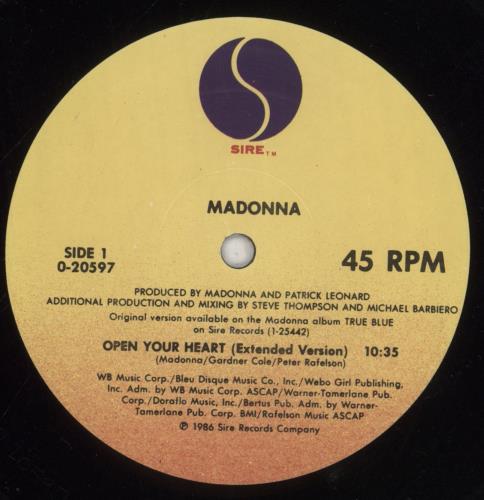 SIRE™
MADONNA
SIDE 1
0-20597
45 RPM
PRODUCED BY MADONNA AND PATRICK LEONARD
ADDITIONAL PRODUCTION AND MIXING BY STEVE THOMPSON AND MICHAEL BARBIERO
Original version available on the Madonna album TRUE BLUE
on Sire Records (1-25442)
OPEN YOUR HEART (Extended Version) 10:35
(Madonna/Gardner Cole/Peter Rafelson)
WB Music Corp./Bleu Disque Music Co., Inc./Webo Girl Publishing,
Inc. Adm. by WB Music Corp. ASCAP/Warner-Tamerlane Pub.
Corp./Doraflo Music, Inc./Bertus Pub. Adm. by Warner-
Tamerlane Pub. Corp. BMI/Rafelson Music ASCAP
℗ 1986 Sire Records Company